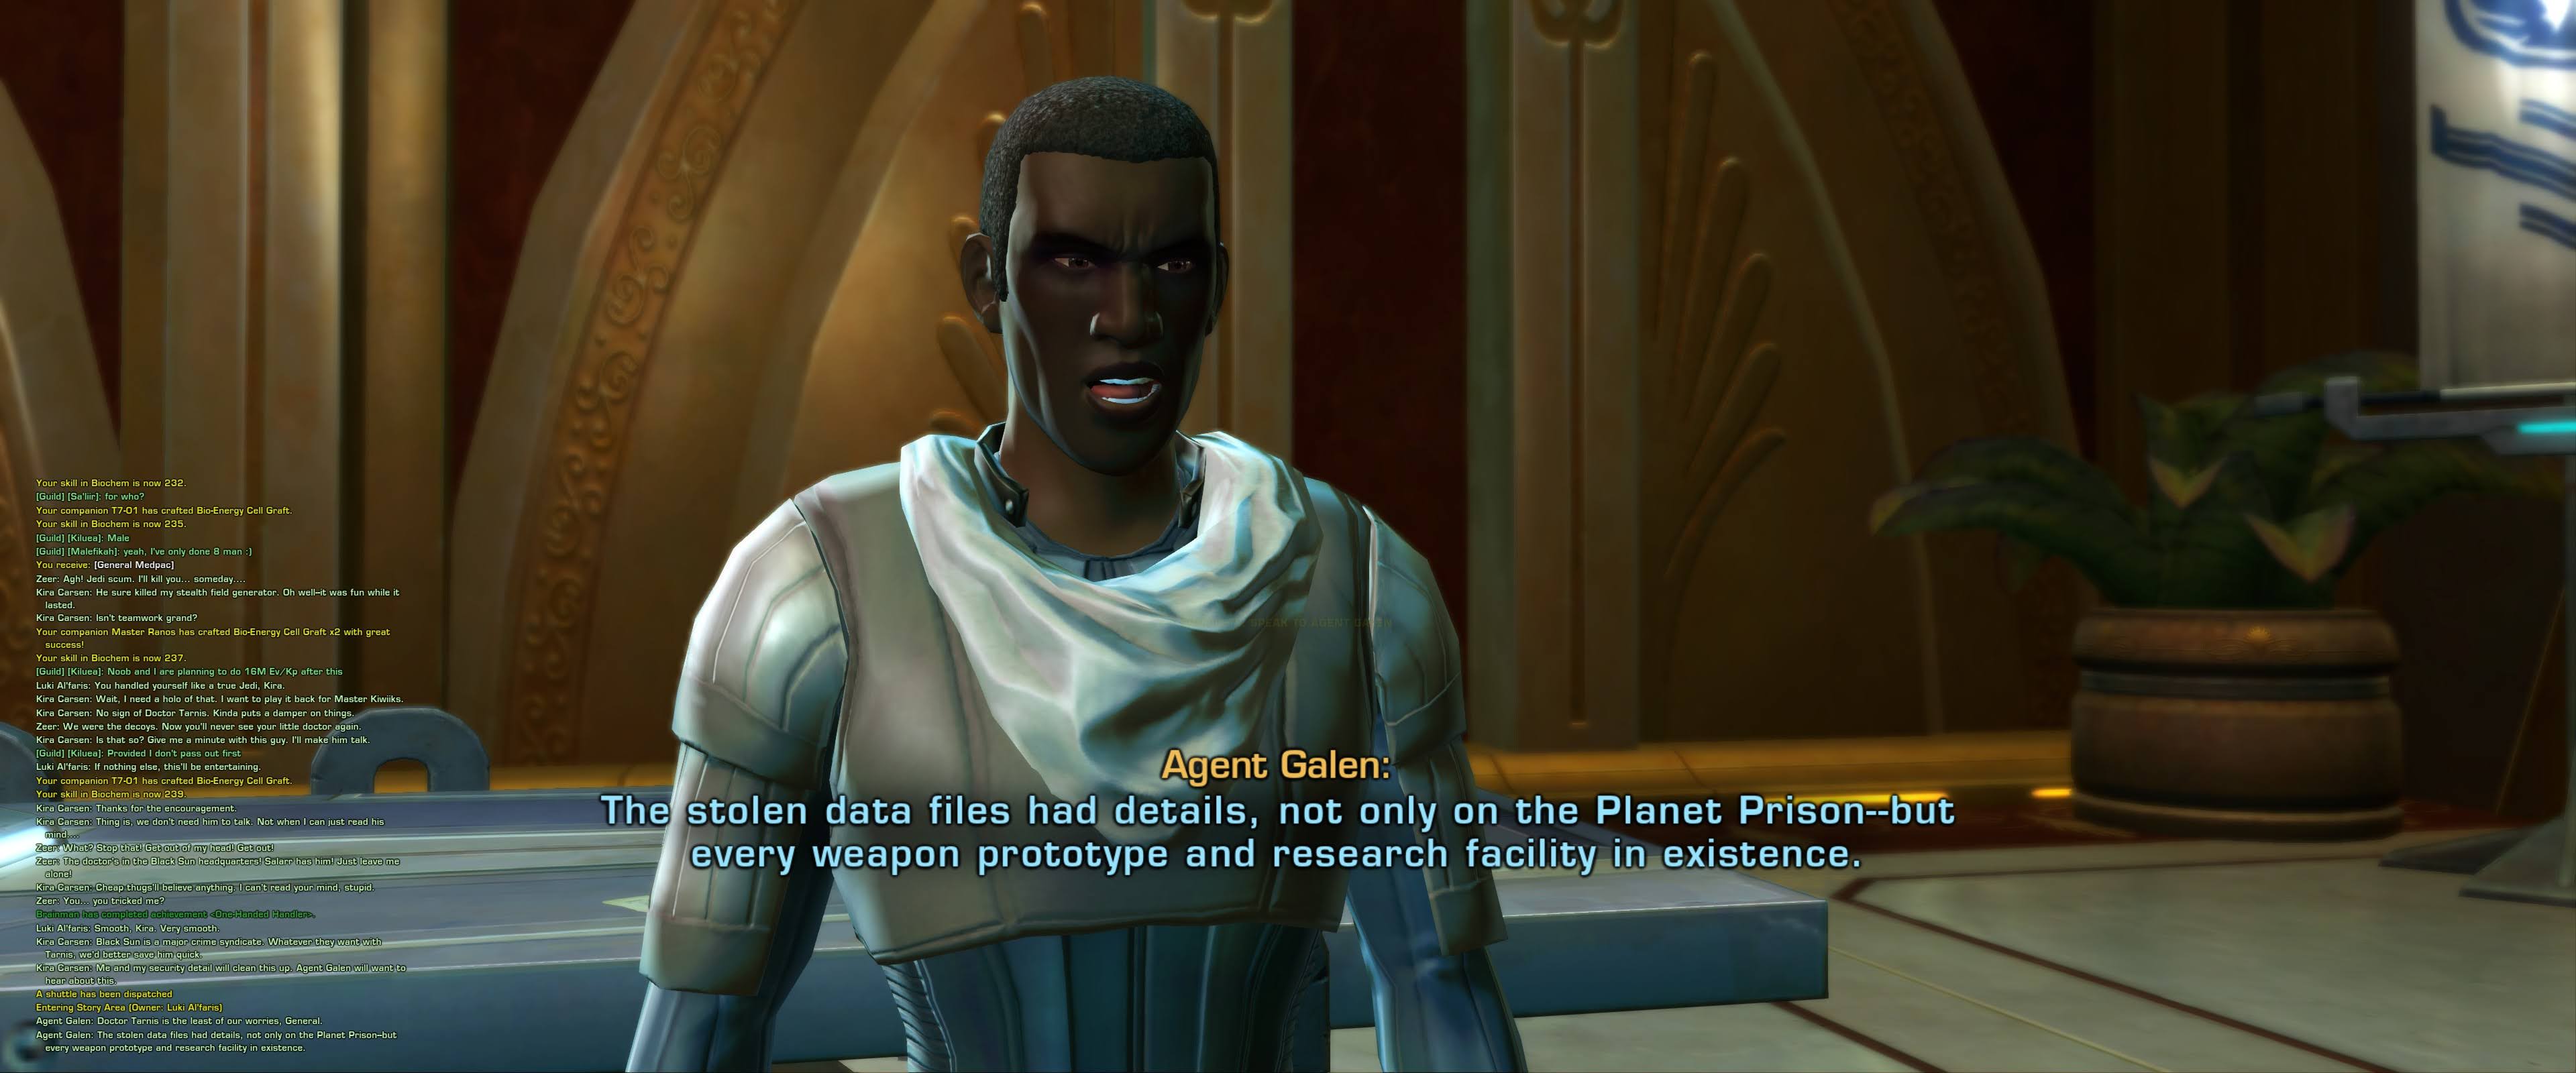 Your skill in Biochem is now 232.
[Guild] [Sa'liir]: for who?
Your companion T7-O1 has crafted Bio-Energy Cell Graft.
Your skill in Biochem is now 235.
[Guild] [Kiluea]: Male
[Guild] [Malefikah]: yeah, I've only done 8 man :]
You receive: [General Medpac]
Zeer: Agh! Jedi scum. I'll kill you... someday....
Kira Carsen: He sure killed my stealth field generator. Oh well--it was fun while it
lasted.
Kira Carsen: Isn't teamwork grand?
Your companion Master Ranos has crafted Bio-Energy Cell Graft x2 with great
success!
Your skill in Biochem is now 237.
[Guild] [Kiluea]: Noob and I are planning to do 16M Ev/Kp after this
Luki Al'faris: You handled yourself like a true Jedi, Kira.
Kira Carsen: Wait, I need a holo of that. I want to play it back for Master Kiwiiks.
Kira Carsen: No sign of Doctor Tarnis. Kinda puts a damper on things.
Zeer: We were the decoys. Now you'll never see your little doctor again.
Kira Carsen: Is that so? Give me a minute with this guy. I'll make him talk.
[Guild] [Kiluea]: Provided I don't pass out first
Luki Al'faris: If nothing else, this'll be entertaining.
Your companion T7-O1 has crafted Bio-Energy Cell Graft.
Your skill in Biochem is now 239.
Kira Carsen: Thanks for the encouragement.
Kira Carsen: Thing is, we don't need him to talk. Not when I can just read his
mind....
Zeer: What? Stop that! Get out of my head! Get out!
Zeer: The doctor's in the Black Sun headquarters! Salarr has him! Just leave me
alone!
Kira Carsen: Cheap thugs'll believe anything. I can't read your mind, stupid.
Zeer: You... you tricked me?
Brainman has completed achievement <One-Handed Handler>.
Luki Al'faris: Smooth, Kira. Very smooth.
Kira Carsen: Black Sun is a major crime syndicate. Whatever they want with
Tarnis, we'd better save him quick.
Kira Carsen: Me and my security detail will clean this up. Agent Galen will want to
hear about this.
A shuttle has been dispatched
Entering Story Area (Owner: Luki Al'faris)
Agent Galen: Doctor Tarnis is the least of our worries, General.
Agent Galen: The stolen data files had details, not only on the Planet Prison--but
every weapon prototype and research facility in existence.
SPEAK TO AGENT GALEN
Agent Galen:
The stolen data files had details, not only on the Planet Prison--but
every weapon prototype and research facility in existence.